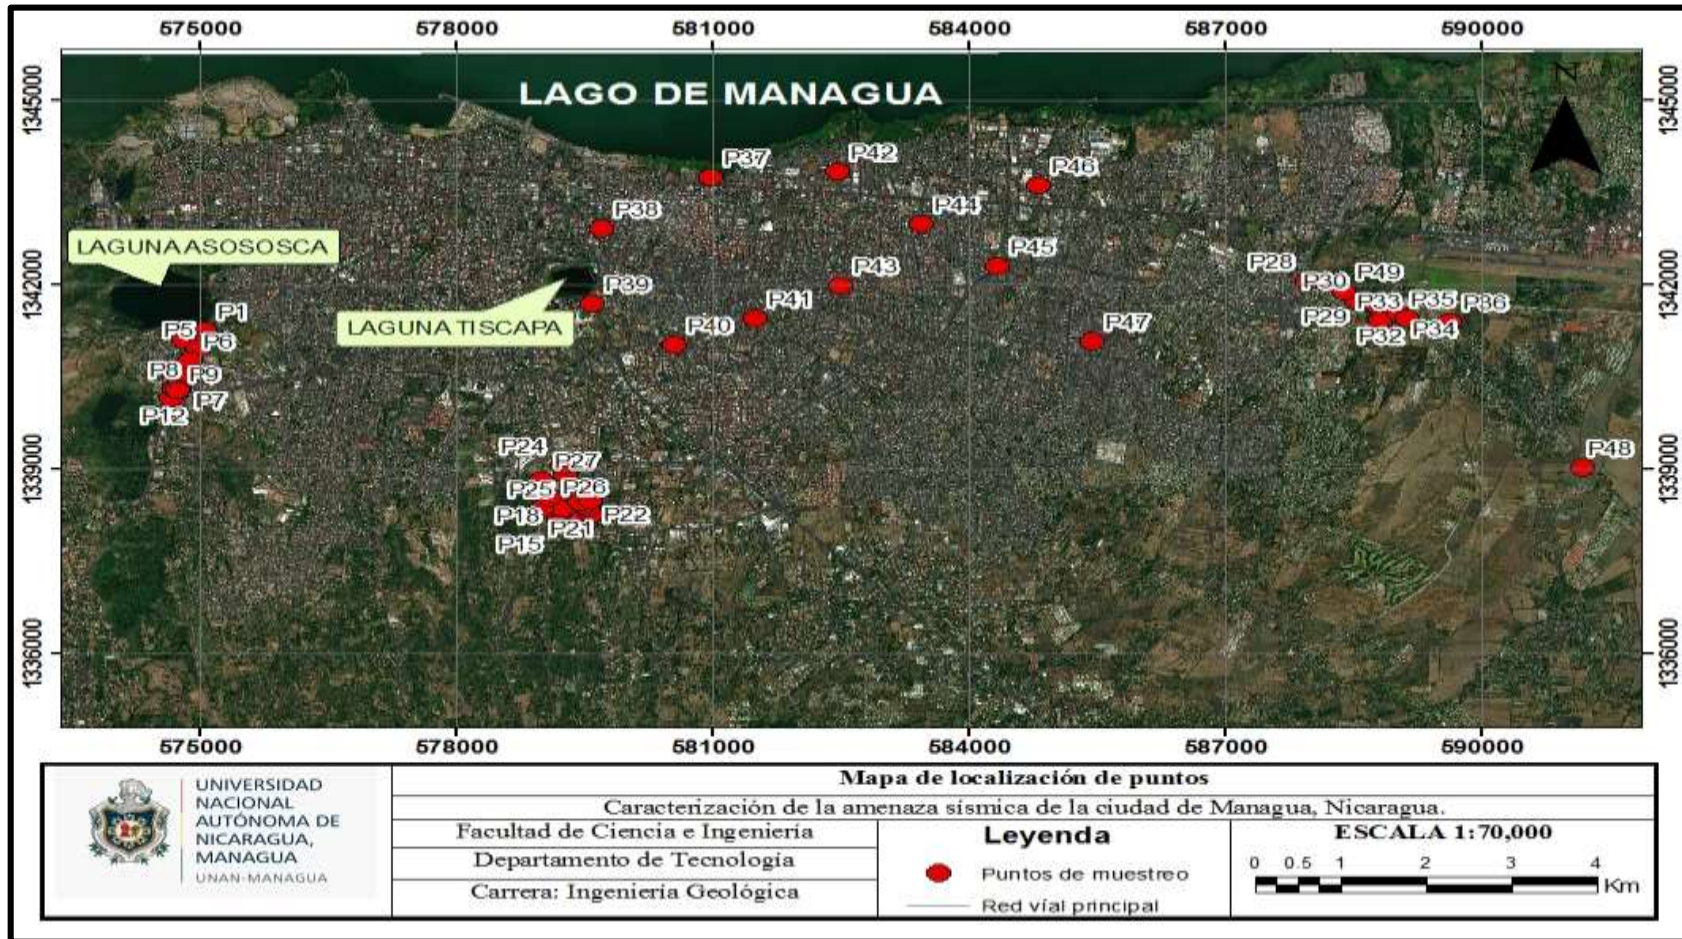 575000 578000 581000 584000 587000 590000
1345000
1345000
LAGO DE MANAGUA
N
P37
P42
P46
P38
P44
LAGUNA ASOSOSCA
P45
P28
P30
P49
P43
1342000
1342000
P39
P41
P33
P35
P36
P1
LAGUNA TISCAPA
P29
P34
P5
P6
P40
P47
P32
P8
P9
P7
P12
P24
P27
P48
1339000
1339000
P25
P26
P18
P22
P21
P15
1336000
1336000
575000 578000 581000 584000 587000 590000
UNIVERSIDAD
NACIONAL
AUTÓNOMA DE
NICARAGUA,
MANAGUA
UNAN-MANAGUA
Mapa de localización de puntos
Caracterización de la amenaza sísmica de la ciudad de Managua, Nicaragua.
Facultad de Ciencia e Ingeniería
Departamento de Tecnología
Carrera: Ingeniería Geológica
Leyenda
Puntos de muestreo
Red víal principal
ESCALA 1:70,000
0 0.5 1 2 3 4
Km